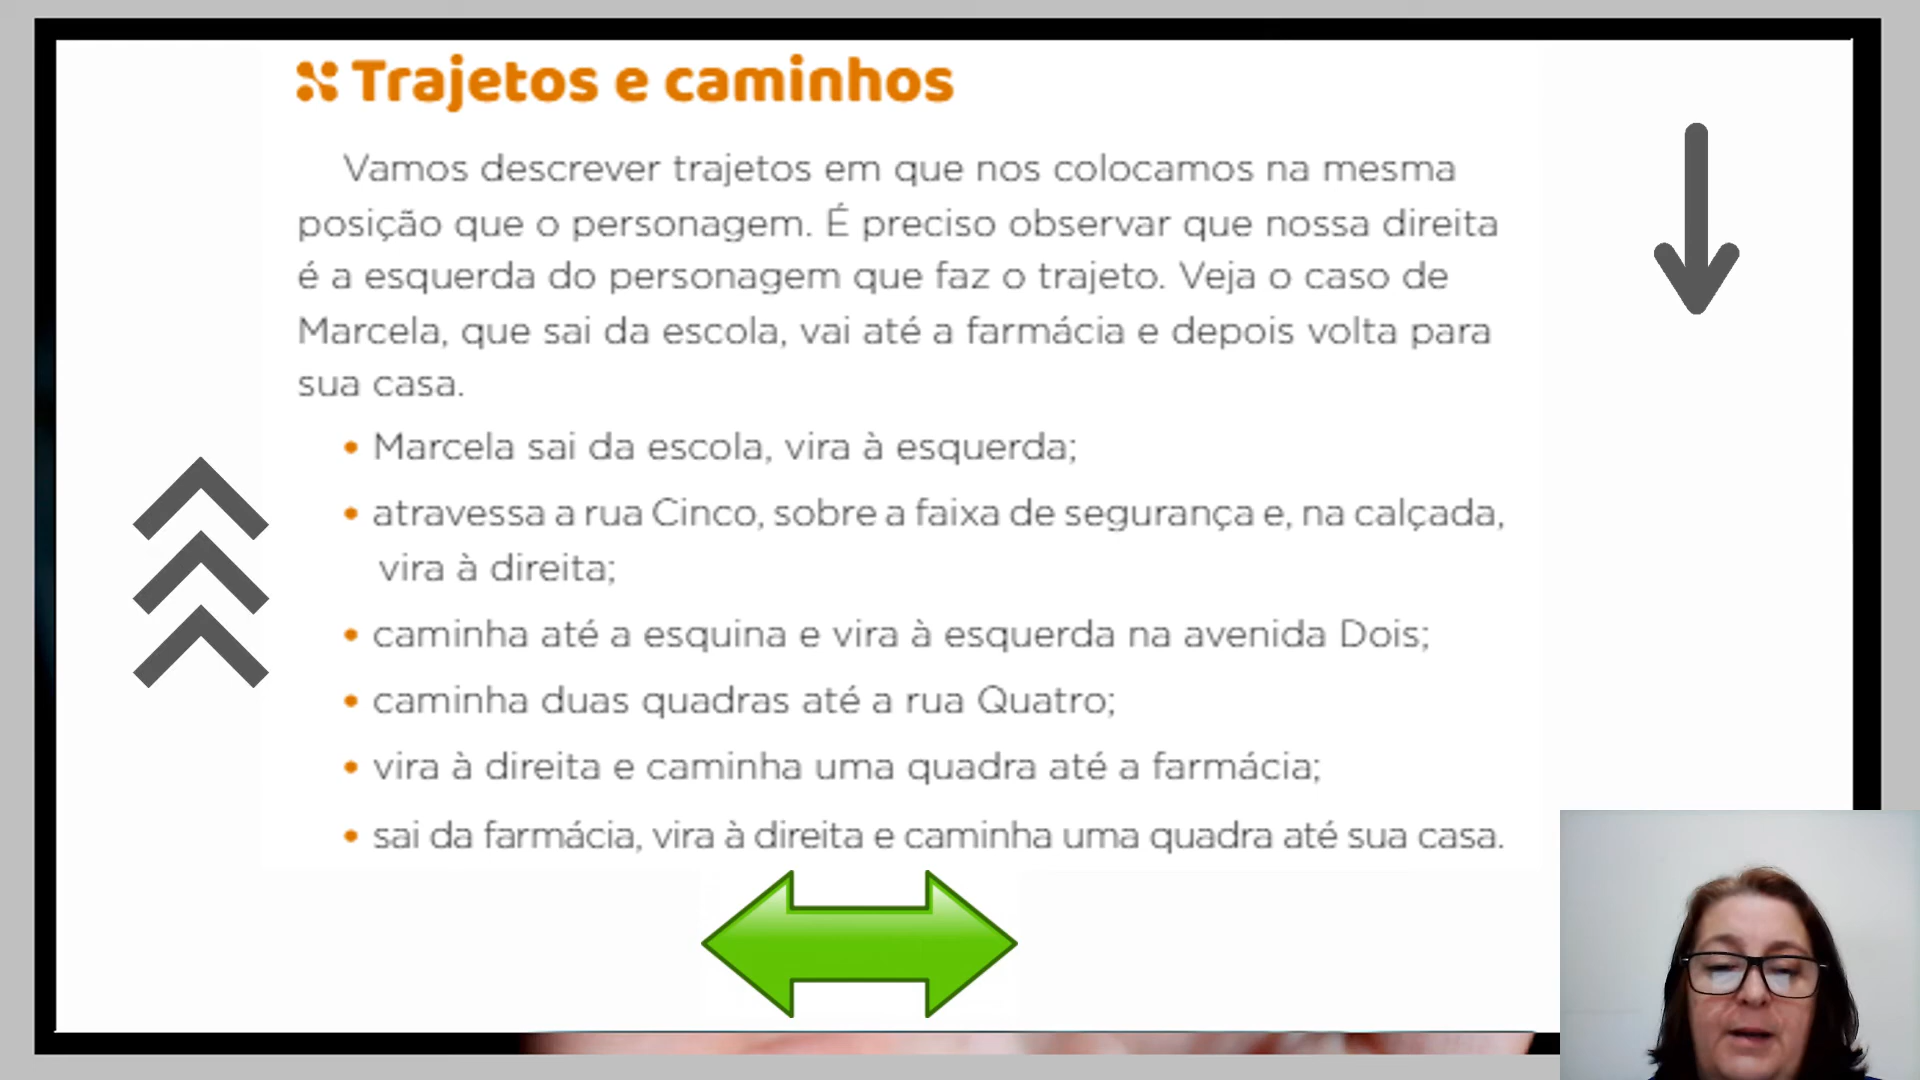 Trajetos e caminhos
Vamos descrever trajetos em que nos colocamos na mesma
posição que o personagem. É preciso observar que nossa direita
é a esquerda do personagem que faz o trajeto. Veja o caso de
Marcela, que sai da escola, vai até a farmácia e depois volta para
sua casa.
• Marcela sai da escola, vira à esquerda;
• atravessa a rua Cinco, sobre a faixa de segurança e, na calçada,
vira à direita;
• caminha até a esquina e vira à esquerda na avenida Dois;
• caminha duas quadras até a rua Quatro;
• vira à direita e caminha uma quadra até a farmácia;
• sai da farmácia, vira à direita e caminha uma quadra até sua casa.